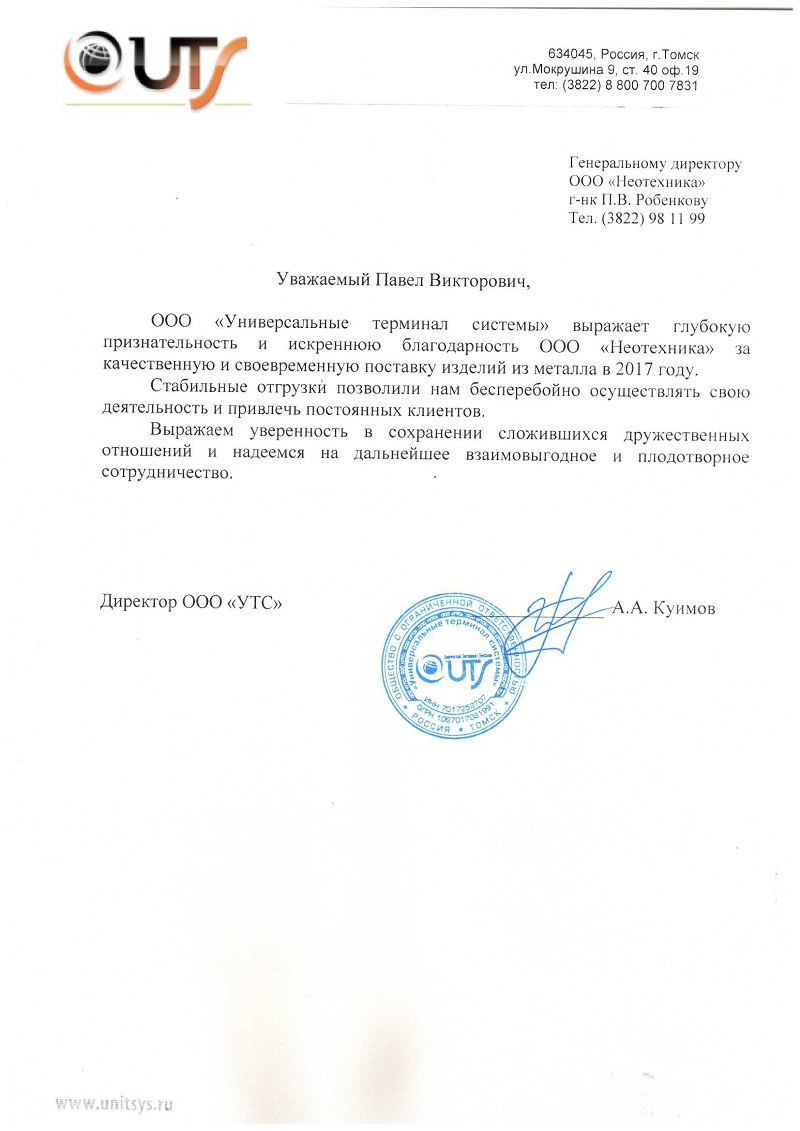 UTS
634045, Россия, г.Томск
ул.Мокрушина 9, ст. 40 оф.19
тел: (3822) 8 800 700 7831
Генеральному директору
ООО «Неотехника»
г-нк П.В. Робенкову
Тел. (3822) 98 11 99
Уважаемый Павел Викторович,
ООО «Универсальные терминал системы» выражает глубокую
признательность и искреннюю благодарность ООО «Неотехника» за
качественную и своевременную поставку изделий из металла в 2017 году.
Стабильные отгрузки позволили нам бесперебойно осуществлять свою
деятельность и привлечь постоянных клиентов.
Выражаем уверенность в сохранении сложившихся дружественных
отношений и надеемся на дальнейшее взаимовыгодное и плодотворное
сотрудничество.
Директор ООО «УТС»
А.А. Куимов
ОБЩЕСТВО С ОГРАНИЧЕННОЙ ОТВЕТСТВЕННОСТЬЮ
«Универсальные терминал системы»
UTS
ИНН 7017252707
ОГРН 1097017021991
РОССИЯ * ТОМСК
www.unitsys.ru